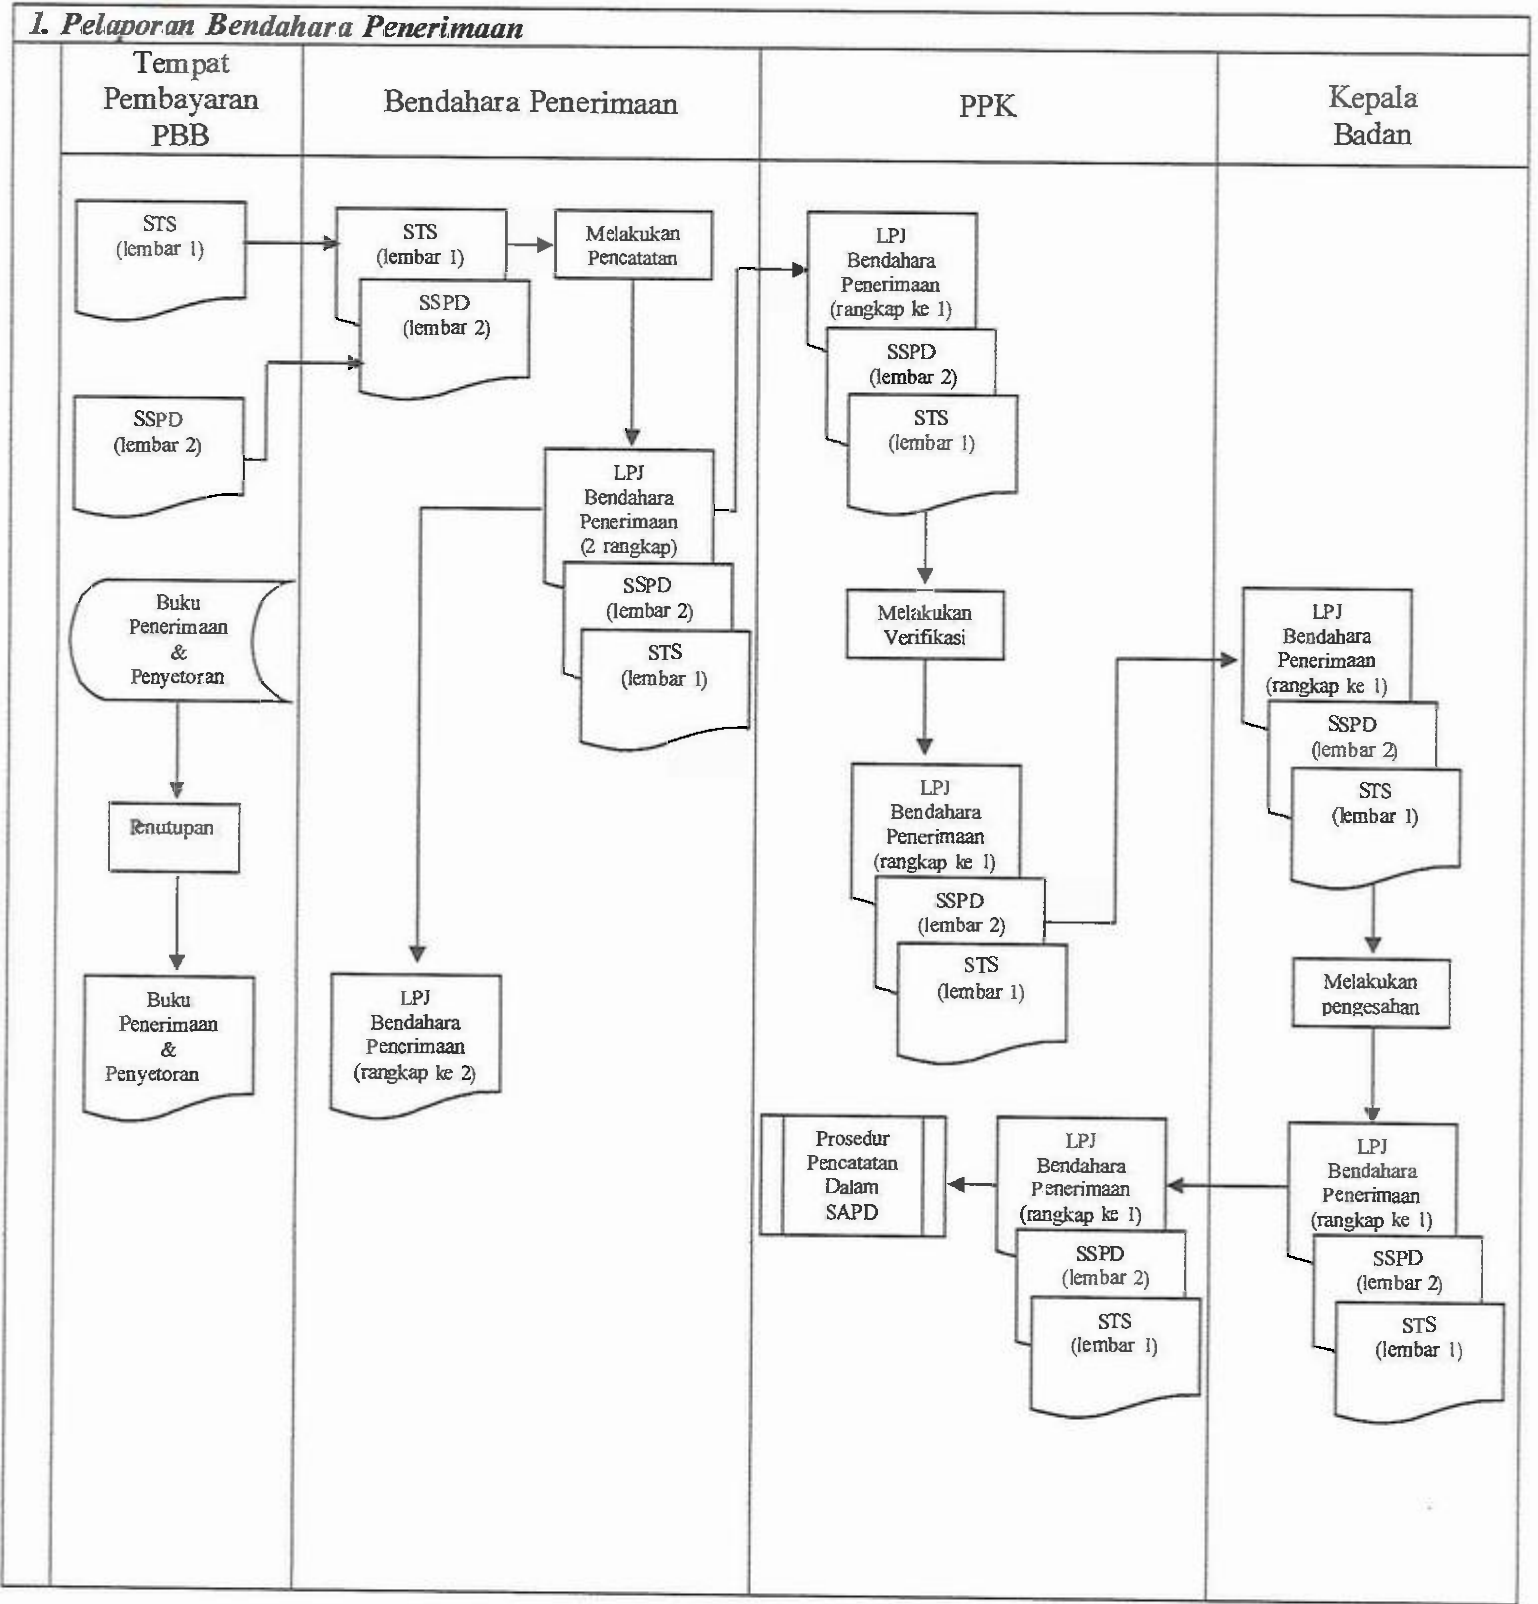 1. Pelaporan Bendahara Penerimaan
Tempat
Pembayaran
PBB
Bendahara Penerimaan
PPK
Kepala
Badan
STS
(lembar 1)
SSPD
(lembar 2)
Buku
Penerimaan
&
Penyetoran
Penutupan
Buku
Penerimaan
&
Penyetoran
STS
(lembar 1)
SSPD
(lembar 2)
Melakukan
Pencatatan
LPJ
Bendahara
Penerimaan
(2 rangkap)
SSPD
(lembar 2)
STS
(lembar 1)
LPJ
Bendahara
Penerimaan
(rangkap ke 2)
LPJ
Bendahara
Penerimaan
(rangkap ke 1)
SSPD
(lembar 2)
STS
(lembar 1)
Melakukan
Verifikasi
LPJ
Bendahara
Penerimaan
(rangkap ke 1)
SSPD
(lembar 2)
STS
(lembar 1)
LPJ
Bendahara
Penerimaan
(rangkap ke 1)
SSPD
(lembar 2)
STS
(lembar 1)
Melakukan
pengesahan
LPJ
Bendahara
Penerimaan
(rangkap ke 1)
SSPD
(lembar 2)
STS
(lembar 1)
LPJ
Bendahara
Penerimaan
(rangkap ke 1)
SSPD
(lembar 2)
STS
(lembar 1)
Prosedur
Pencatatan
Dalam
SAPD